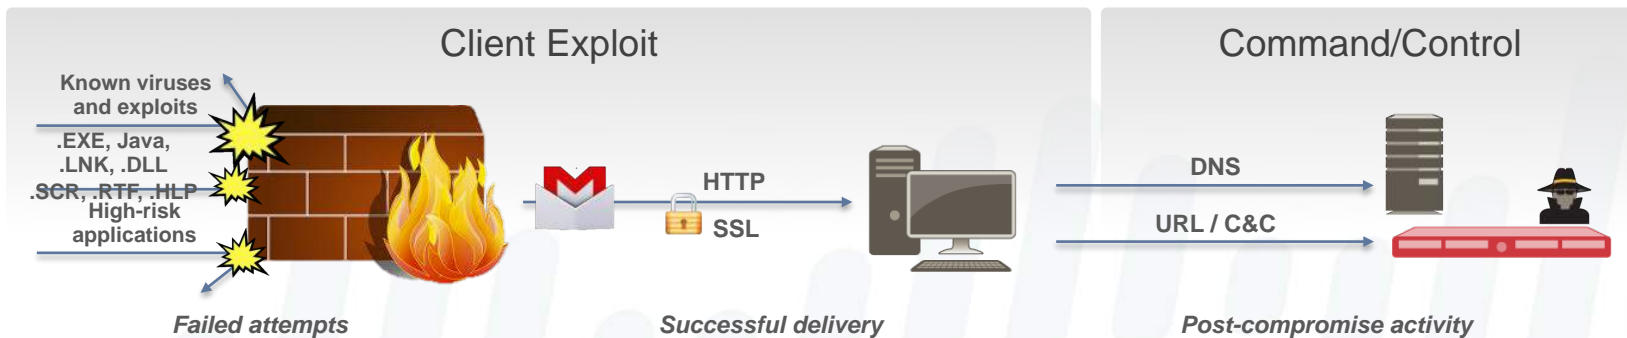 Client Exploit
Command/Control
Known viruses
and exploits
.EXE, Java,
.LNK, .DLL
.SCR, .RTF, .HLP
High-risk
applications
HTTP
SSL
DNS
URL / C&C
Failed attempts
Successful delivery
Post-compromise activity